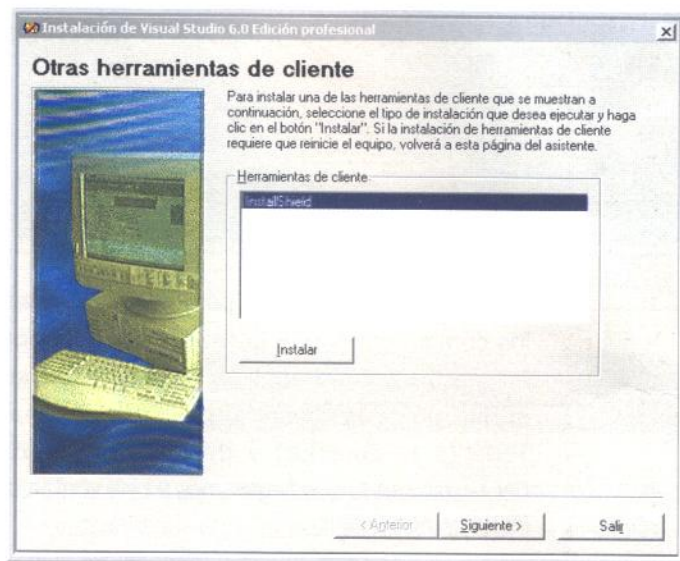 Instalación de Visual Studio 6.0 Edición profesional
Otras herramientas de cliente
Para instalar una de las herramientas de cliente que se muestran a
continuación, seleccione el tipo de instalación que desea ejecutar y haga
clic en el botón "Instalar". Si la instalación de herramientas de cliente
requiere que reinicie el equipo, volverá a esta página del asistente.
Herramientas de cliente
InstallShield
Instalar
< Anterior
Siguiente >
Salir